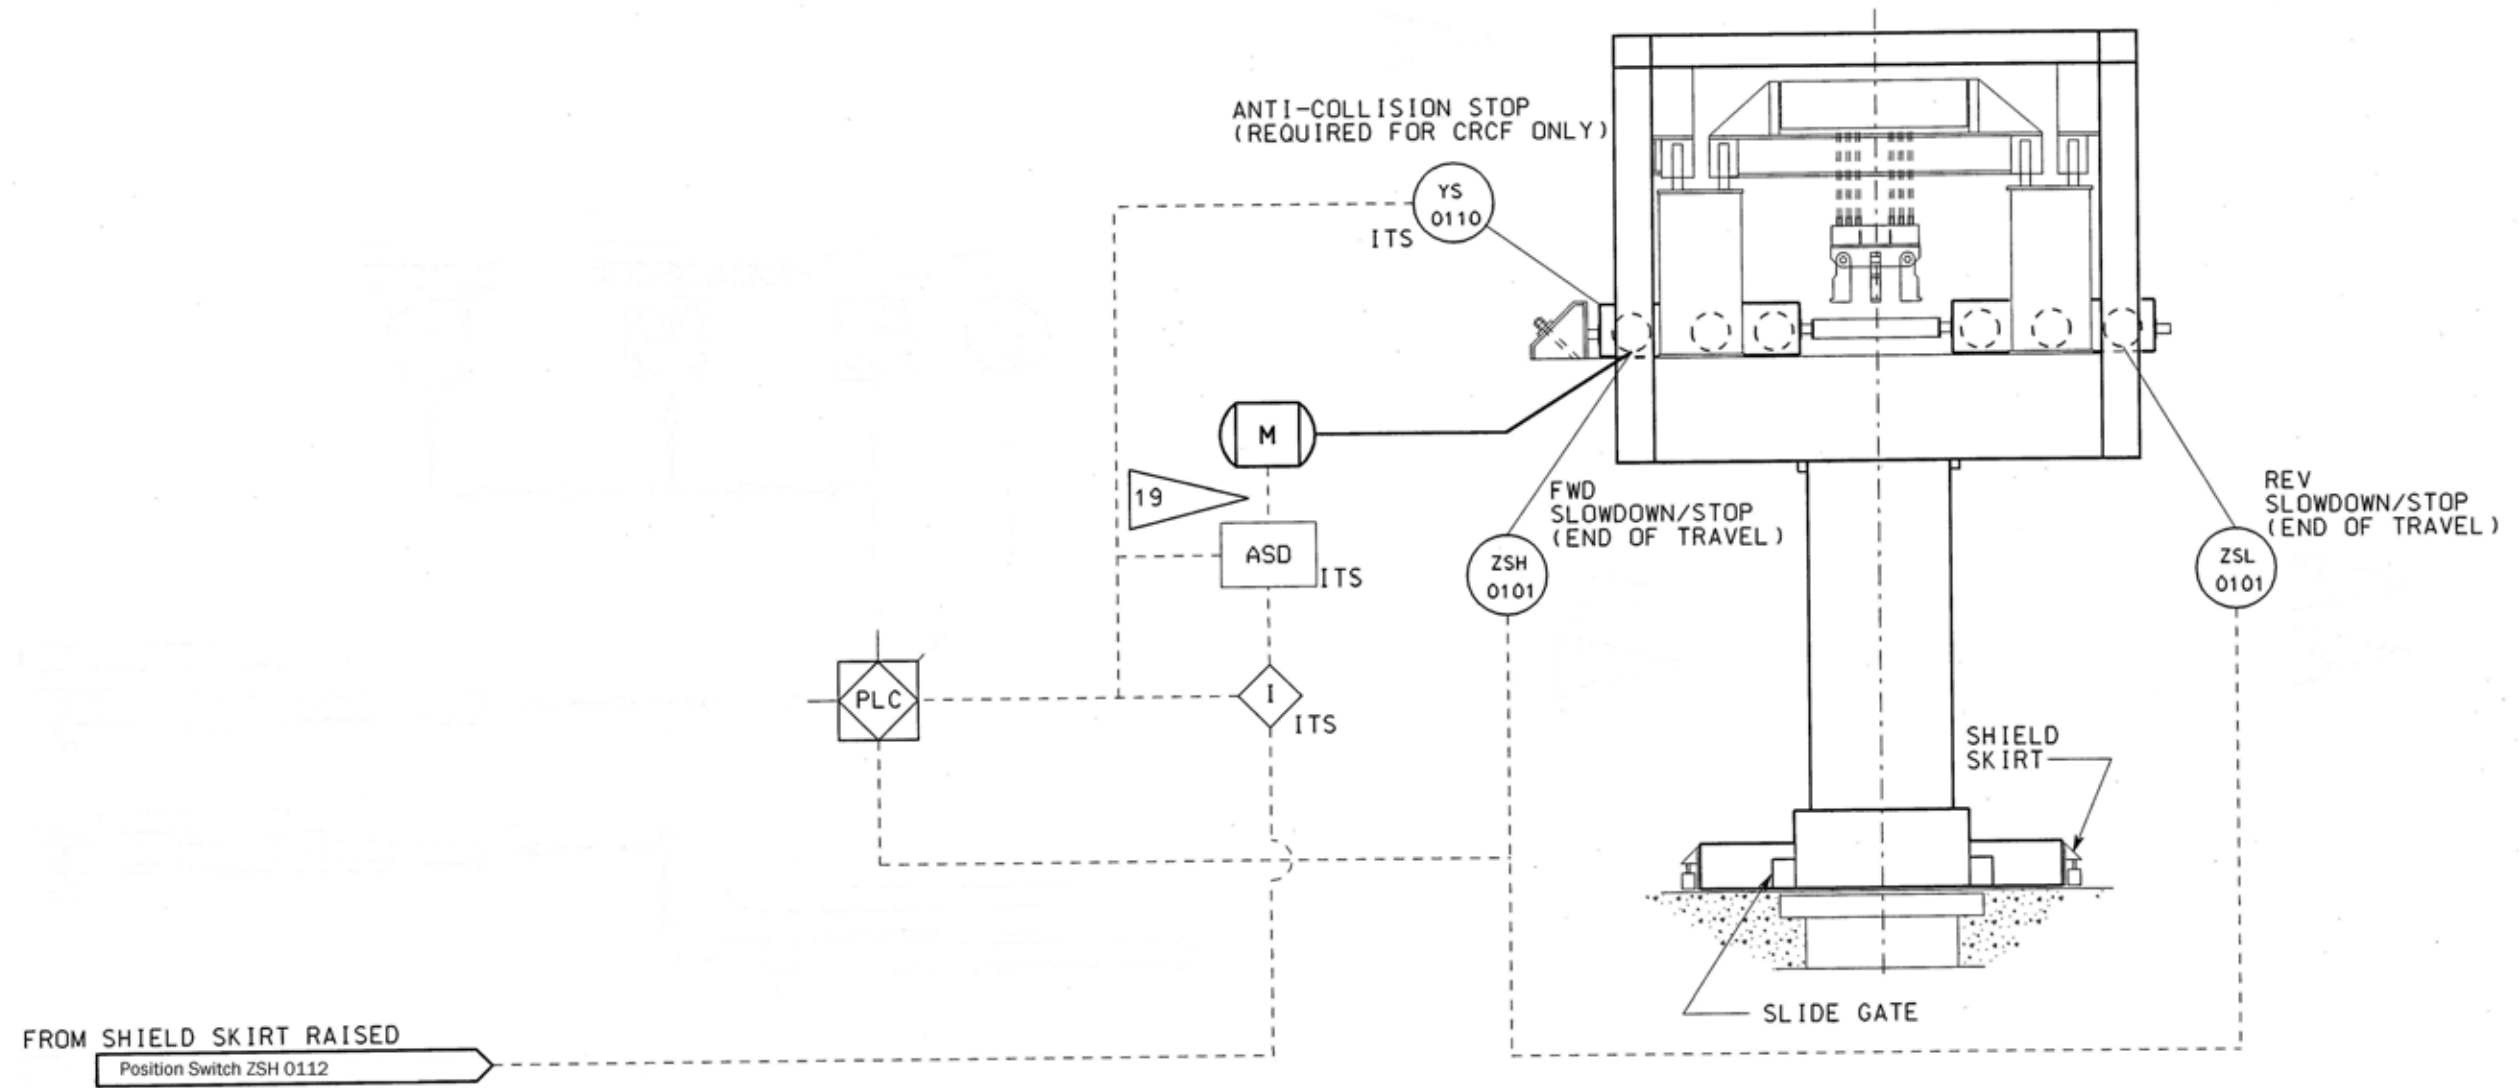 ANTI-COLLISION STOP
(REQUIRED FOR CRCF ONLY)
YS
0110
ITS
M
19
ASD
ITS
FWD
SLOWDOWN/STOP
(END OF TRAVEL)
ZSH
0101
REV
SLOWDOWN/STOP
(END OF TRAVEL)
ZSL
0101
PLC
I
ITS
SHIELD
SKIRT
SLIDE GATE
FROM SHIELD SKIRT RAISED
Position Switch ZSH 0112